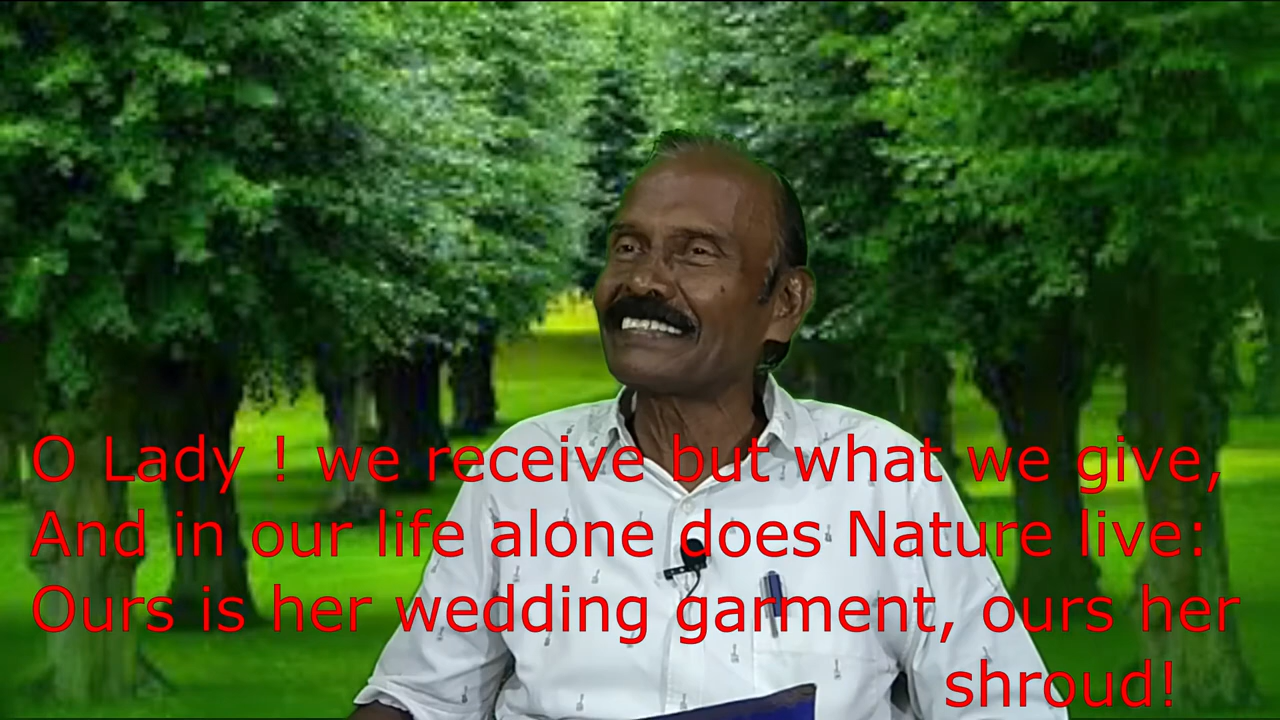 O Lady ! we receive but what we give,
And in our life alone does Nature live:
Ours is her wedding garment, ours her
shroud!